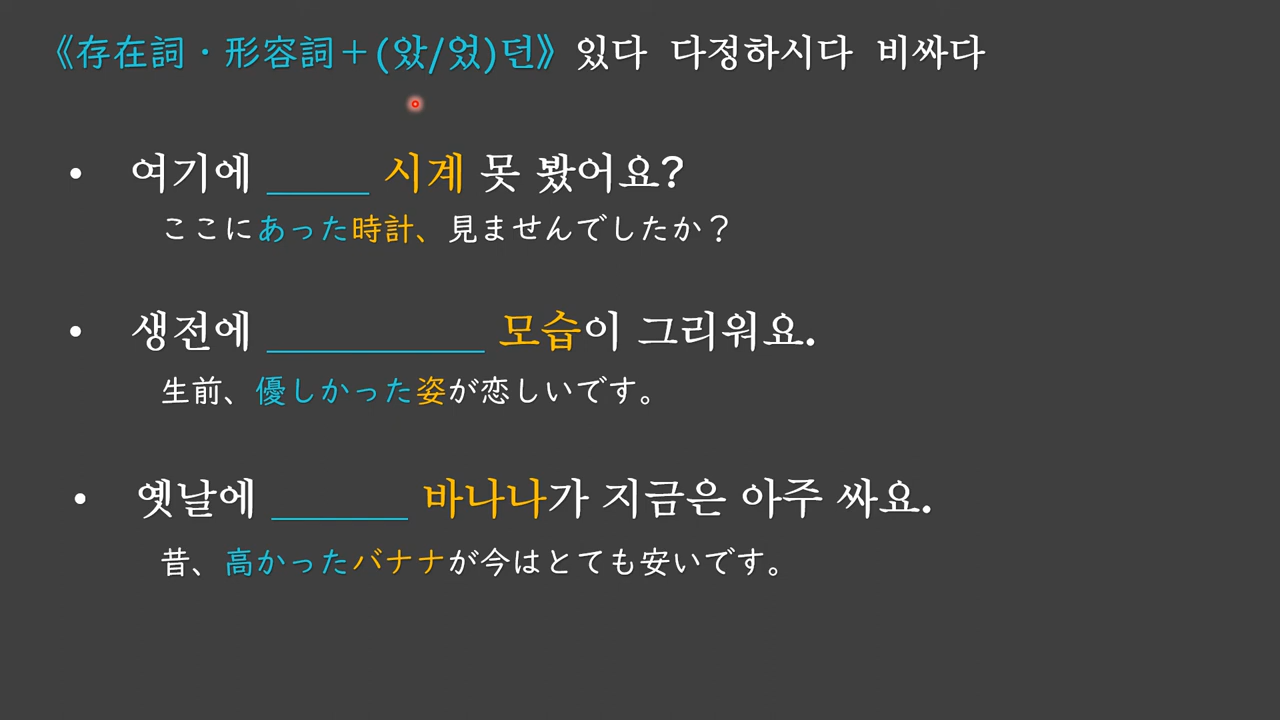 《存在詞・形容詞＋(았/었)던》 있다 다정하시다 비싸다
• 여기에 _____ 시계 못 봤어요?
ここにあった時計、見ませんでしたか？
• 생전에 __________ 모습이 그리워요.
生前、優しかった姿が恋しいです。
• 옛날에 ______ 바나나가 지금은 아주 싸요.
昔、高かったバナナが今はとても安いです。